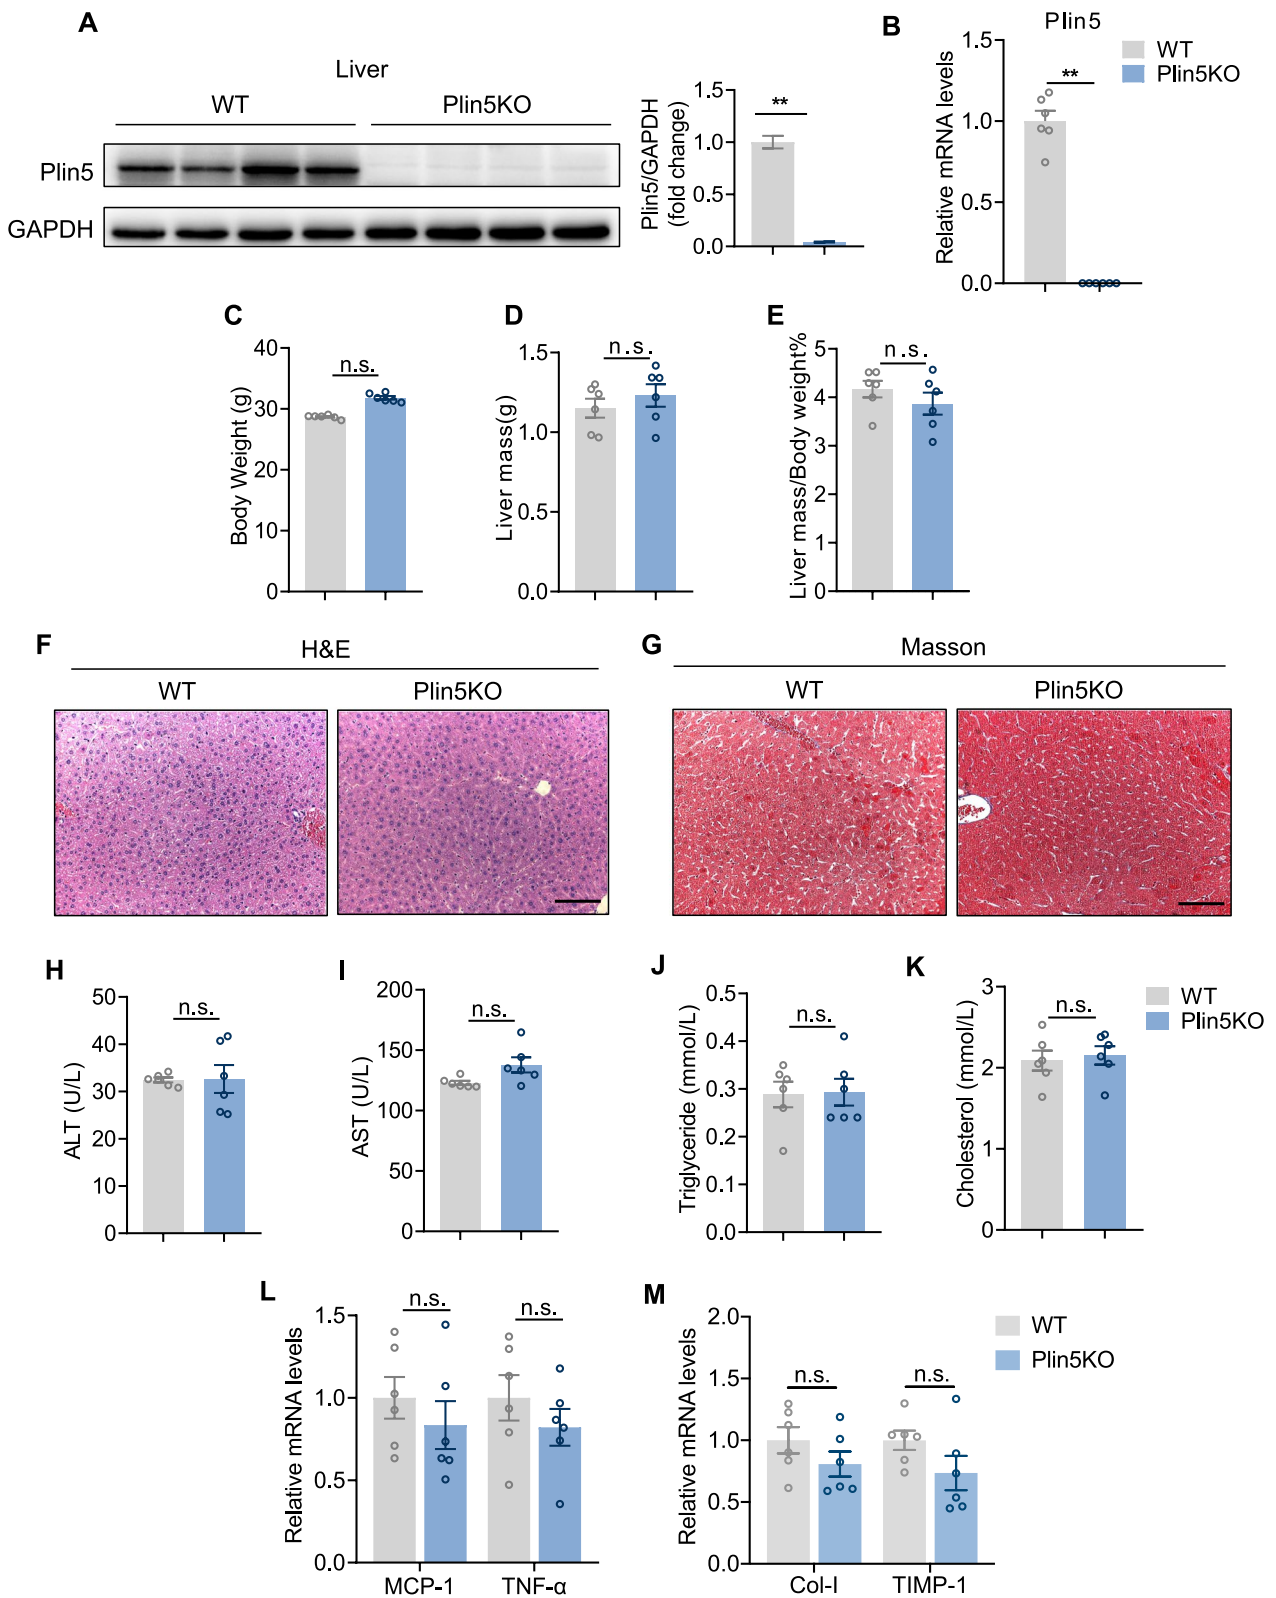 A
Liver
WT Plin5KO
Plin5
GAPDH
Plin5/GAPDH
(fold change)
1.5
1.0
0.5
0.0
**
B
Plin5
Relative mRNA levels
1.5
1.0
0.5
0.0
**
WT
Plin5KO
C
Body Weight (g)
40
30
20
10
0
n.s.
D
Liver mass(g)
1.5
1.0
0.5
0.0
n.s.
E
Liver mass/Body weight%
5
4
3
2
1
0
n.s.
F
H&E
WT Plin5KO
G
Masson
WT Plin5KO
H
ALT (U/L)
50
40
30
20
10
0
n.s.
I
AST (U/L)
200
150
100
50
0
n.s.
J
Triglyceride (mmol/L)
0.5
0.4
0.3
0.2
0.1
0.0
n.s.
K
Cholesterol (mmol/L)
3
2
1
0
n.s.
WT
Plin5KO
L
Relative mRNA levels
1.5
1.0
0.5
0.0
n.s. n.s.
MCP-1 TNF-α
M
Relative mRNA levels
2.0
1.5
1.0
0.5
0.0
n.s. n.s.
Col-I TIMP-1
WT
Plin5KO